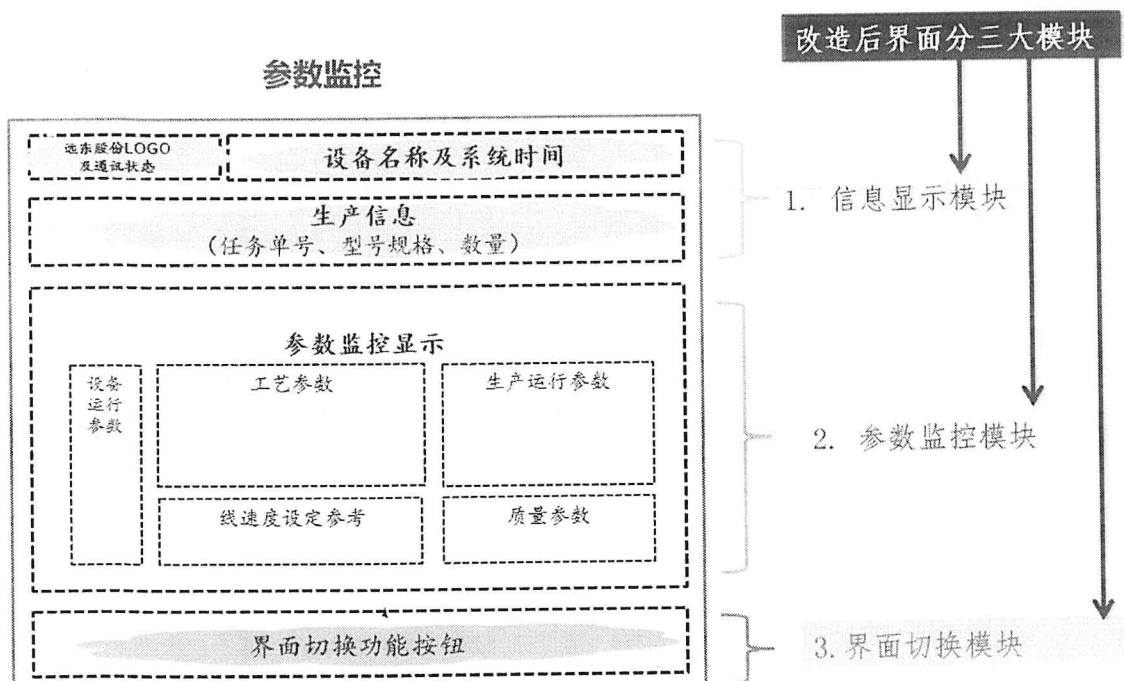 改造后界面分三大模块
参数监控
远东股份LOGO
及通讯状态
设备名称及系统时间
生产信息
(任务单号、型号规格、数量)
1. 信息显示模块
参数监控显示
设备
运行
参数
工艺参数
生产运行参数
线速度设定参考
质量参数
2. 参数监控模块
界面切换功能按钮
3. 界面切换模块